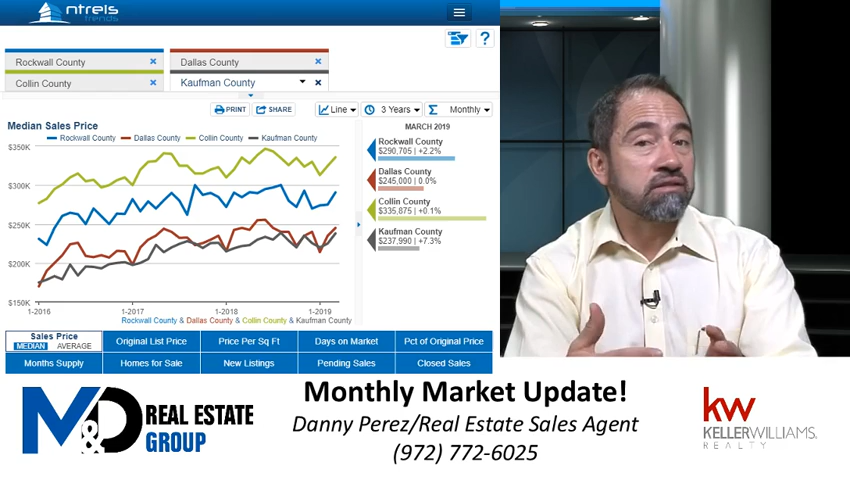 ntreis
trends
?
Rockwall County ×
Dallas County ×
Collin County ×
Kaufman County ×
PRINT
SHARE
Line
3 Years
Monthly
Median Sales Price
Rockwall County
Dallas County
Collin County
Kaufman County
$350K
$300K
$250K
$200K
$150K
1-2016
1-2017
1-2018
1-2019
Rockwall County & Dallas County & Collin County & Kaufman County
MARCH 2019
Rockwall County
$290,705 | +2.2%
Dallas County
$245,000 | 0.0%
Collin County
$335,875 | +0.1%
Kaufman County
$237,990 | +7.3%
Sales Price
MEDIAN AVERAGE
Original List Price
Price Per Sq Ft
Days on Market
Pct of Original Price
Months Supply
Homes for Sale
New Listings
Pending Sales
Closed Sales
M&D REAL ESTATE
GROUP
Monthly Market Update!
Danny Perez/Real Estate Sales Agent
(972) 772-6025
kw
KELLERWILLIAMS.
REALTY